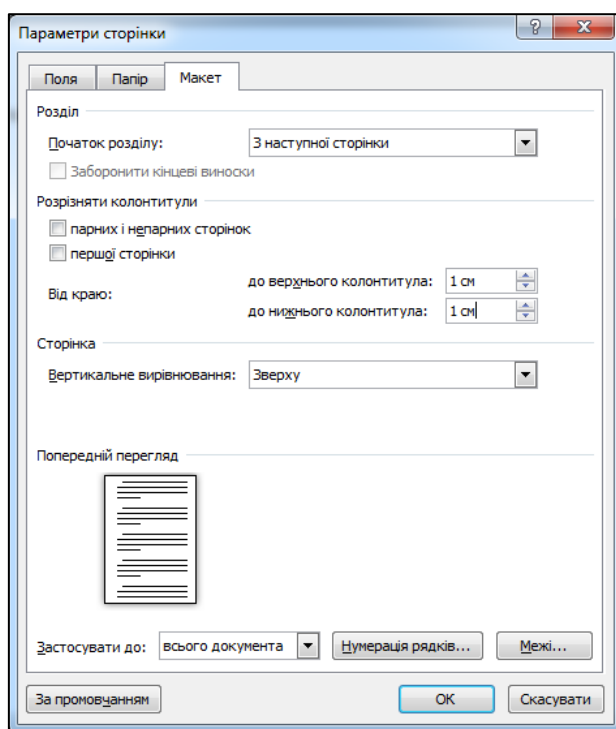 Параметри сторінки
Поля Папір Макет
Розділ
Початок розділу: З наступної сторінки
Заборонити кінцеві виноски
Розрізняти колонтитули
парних і непарних сторінок
першої сторінки
Від краю:
до верхнього колонтитула: 1 см
до нижнього колонтитула: 1 см
Сторінка
Вертикальне вирівнювання: Зверху
Попередній перегляд
Застосувати до: всього документа Нумерація рядків... Межі...
За промовчанням OK Скасувати